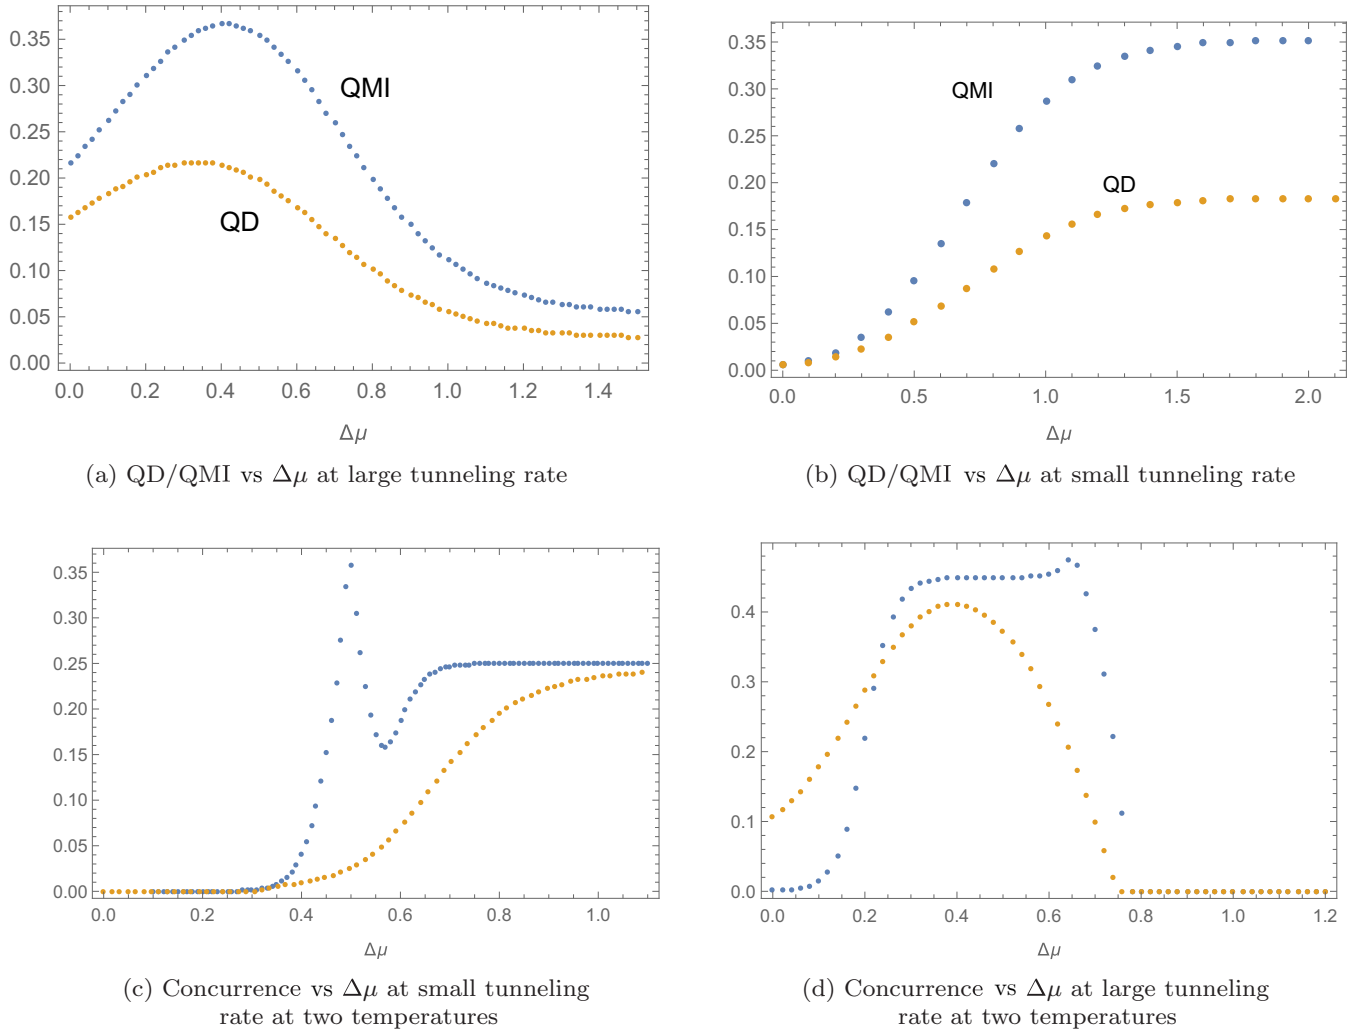 0.35
0.30
0.25
0.20
0.15
0.10
0.05
0.00
QMI
QD
0.0 0.2 0.4 0.6 0.8 1.0 1.2 1.4
Δμ
(a) QD/QMI vs Δμ at large tunneling rate
0.35
0.30
0.25
0.20
0.15
0.10
0.05
0.00
QMI
QD
0.0 0.5 1.0 1.5 2.0
Δμ
(b) QD/QMI vs Δμ at small tunneling rate
0.35
0.30
0.25
0.20
0.15
0.10
0.05
0.00
0.0 0.2 0.4 0.6 0.8 1.0
Δμ
(c) Concurrence vs Δμ at small tunneling
rate at two temperatures
0.4
0.3
0.2
0.1
0.0
0.0 0.2 0.4 0.6 0.8 1.0 1.2
Δμ
(d) Concurrence vs Δμ at large tunneling
rate at two temperatures